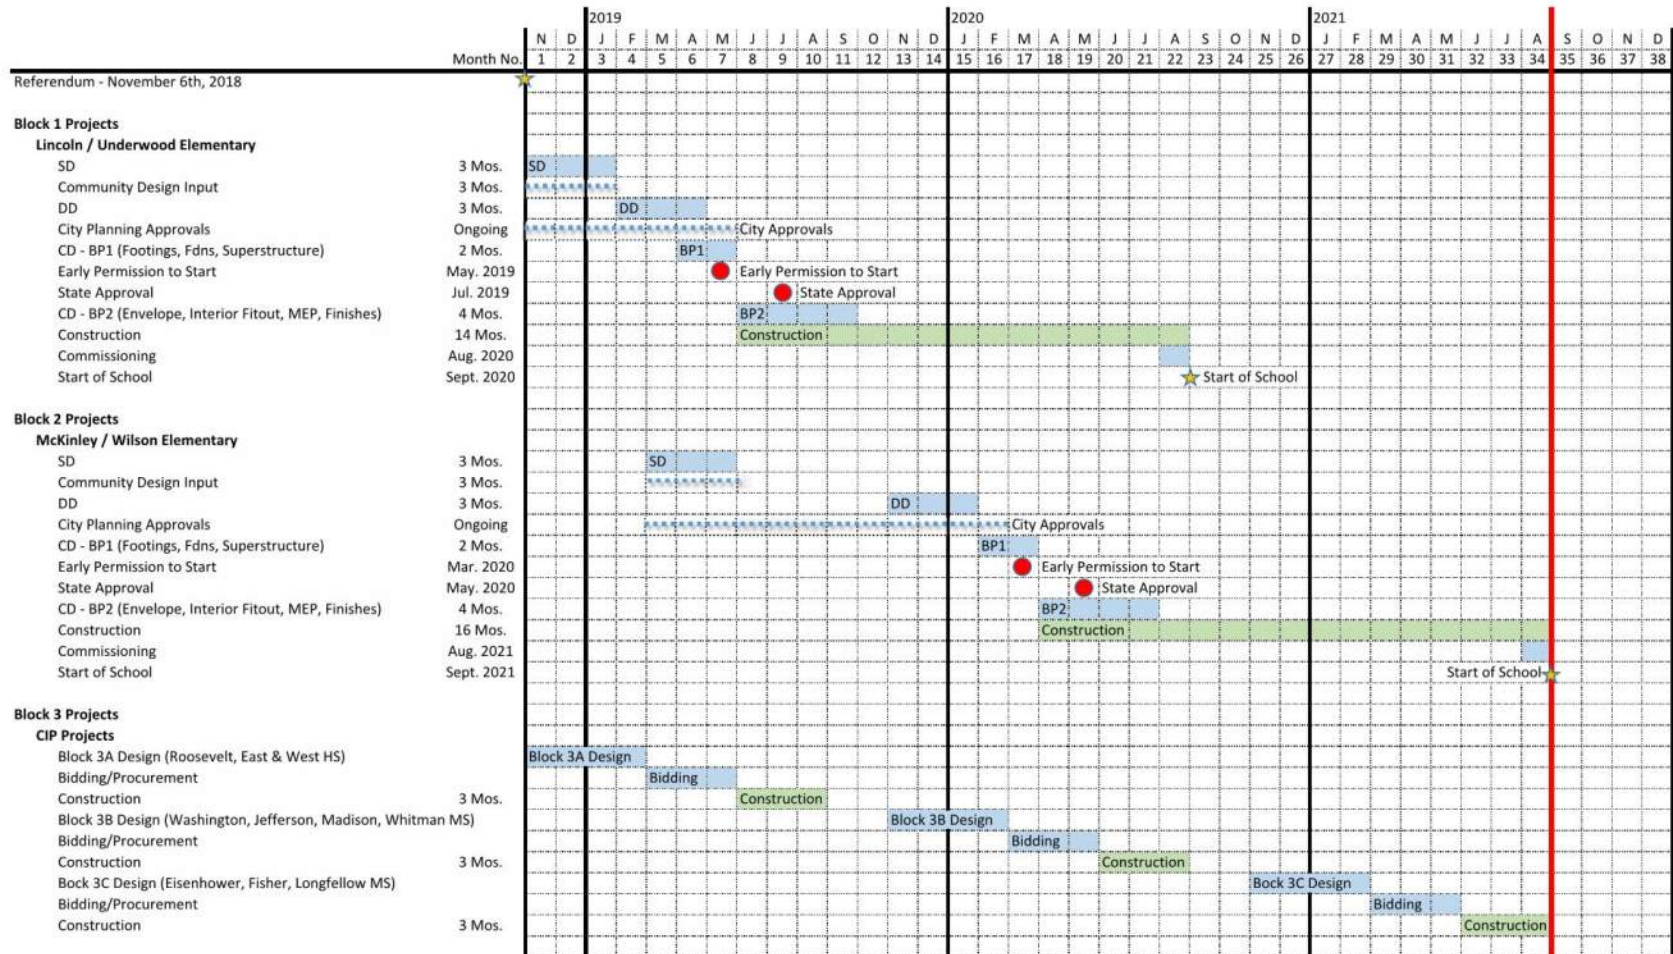 2019 2020 2021
N D J F M A M J J A S O N D J F M A M J J A S O N D J F M A M J J A S O N D
Month No. 1 2 3 4 5 6 7 8 9 10 11 12 13 14 15 16 17 18 19 20 21 22 23 24 25 26 27 28 29 30 31 32 33 34 35 36 37 38
Referendum - November 6th, 2018
Block 1 Projects
Lincoln / Underwood Elementary
SD 3 Mos. SD
Community Design Input 3 Mos.
DD 3 Mos. DD
City Planning Approvals Ongoing City Approvals
CD - BP1 (Footings, Fdns, Superstructure) 2 Mos. BP1
Early Permission to Start May. 2019 Early Permission to Start
State Approval Jul. 2019 State Approval
CD - BP2 (Envelope, Interior Fitout, MEP, Finishes) 4 Mos. BP2
Construction 14 Mos. Construction
Commissioning Aug. 2020
Start of School Sept. 2020 Start of School
Block 2 Projects
McKinley / Wilson Elementary
SD 3 Mos. SD
Community Design Input 3 Mos.
DD 3 Mos. DD
City Planning Approvals Ongoing City Approvals
CD - BP1 (Footings, Fdns, Superstructure) 2 Mos. BP1
Early Permission to Start Mar. 2020 Early Permission to Start
State Approval May. 2020 State Approval
CD - BP2 (Envelope, Interior Fitout, MEP, Finishes) 4 Mos. BP2
Construction 16 Mos. Construction
Commissioning Aug. 2021
Start of School Sept. 2021 Start of School
Block 3 Projects
CIP Projects
Block 3A Design (Roosevelt, East & West HS) Block 3A Design
Bidding/Procurement Bidding
Construction 3 Mos. Construction
Block 3B Design (Washington, Jefferson, Madison, Whitman MS) Block 3B Design
Bidding/Procurement Bidding
Construction 3 Mos. Construction
Bock 3C Design (Eisenhower, Fisher, Longfellow MS) Bock 3C Design
Bidding/Procurement Bidding
Construction 3 Mos. Construction